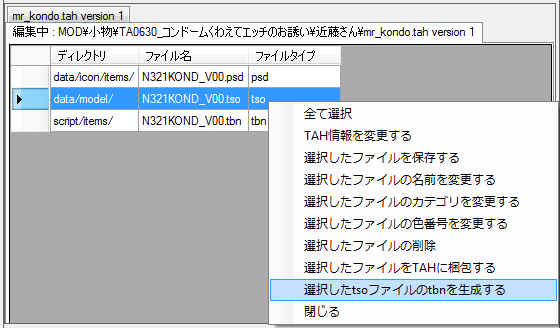 mr_kondo.tah version 1
編集中 : MOD¥小物¥TA0630_コンドームくわえてエッチのお誘い¥近藤さん¥mr_kondo.tah version 1
ディレクトリ ファイル名 ファイルタイプ
data/icon/items/ N321KOND_V00.psd psd
data/model/ N321KOND_V00.tso tso
script/items/ N321KOND_V00.tbn tbn
全て選択
TAH情報を変更する
選択したファイルを保存する
選択したファイルの名前を変更する
選択したファイルのカテゴリを変更する
選択したファイルの色番号を変更する
選択したファイルの削除
選択したファイルをTAHに梱包する
選択したtsoファイルのtbnを生成する
閉じる